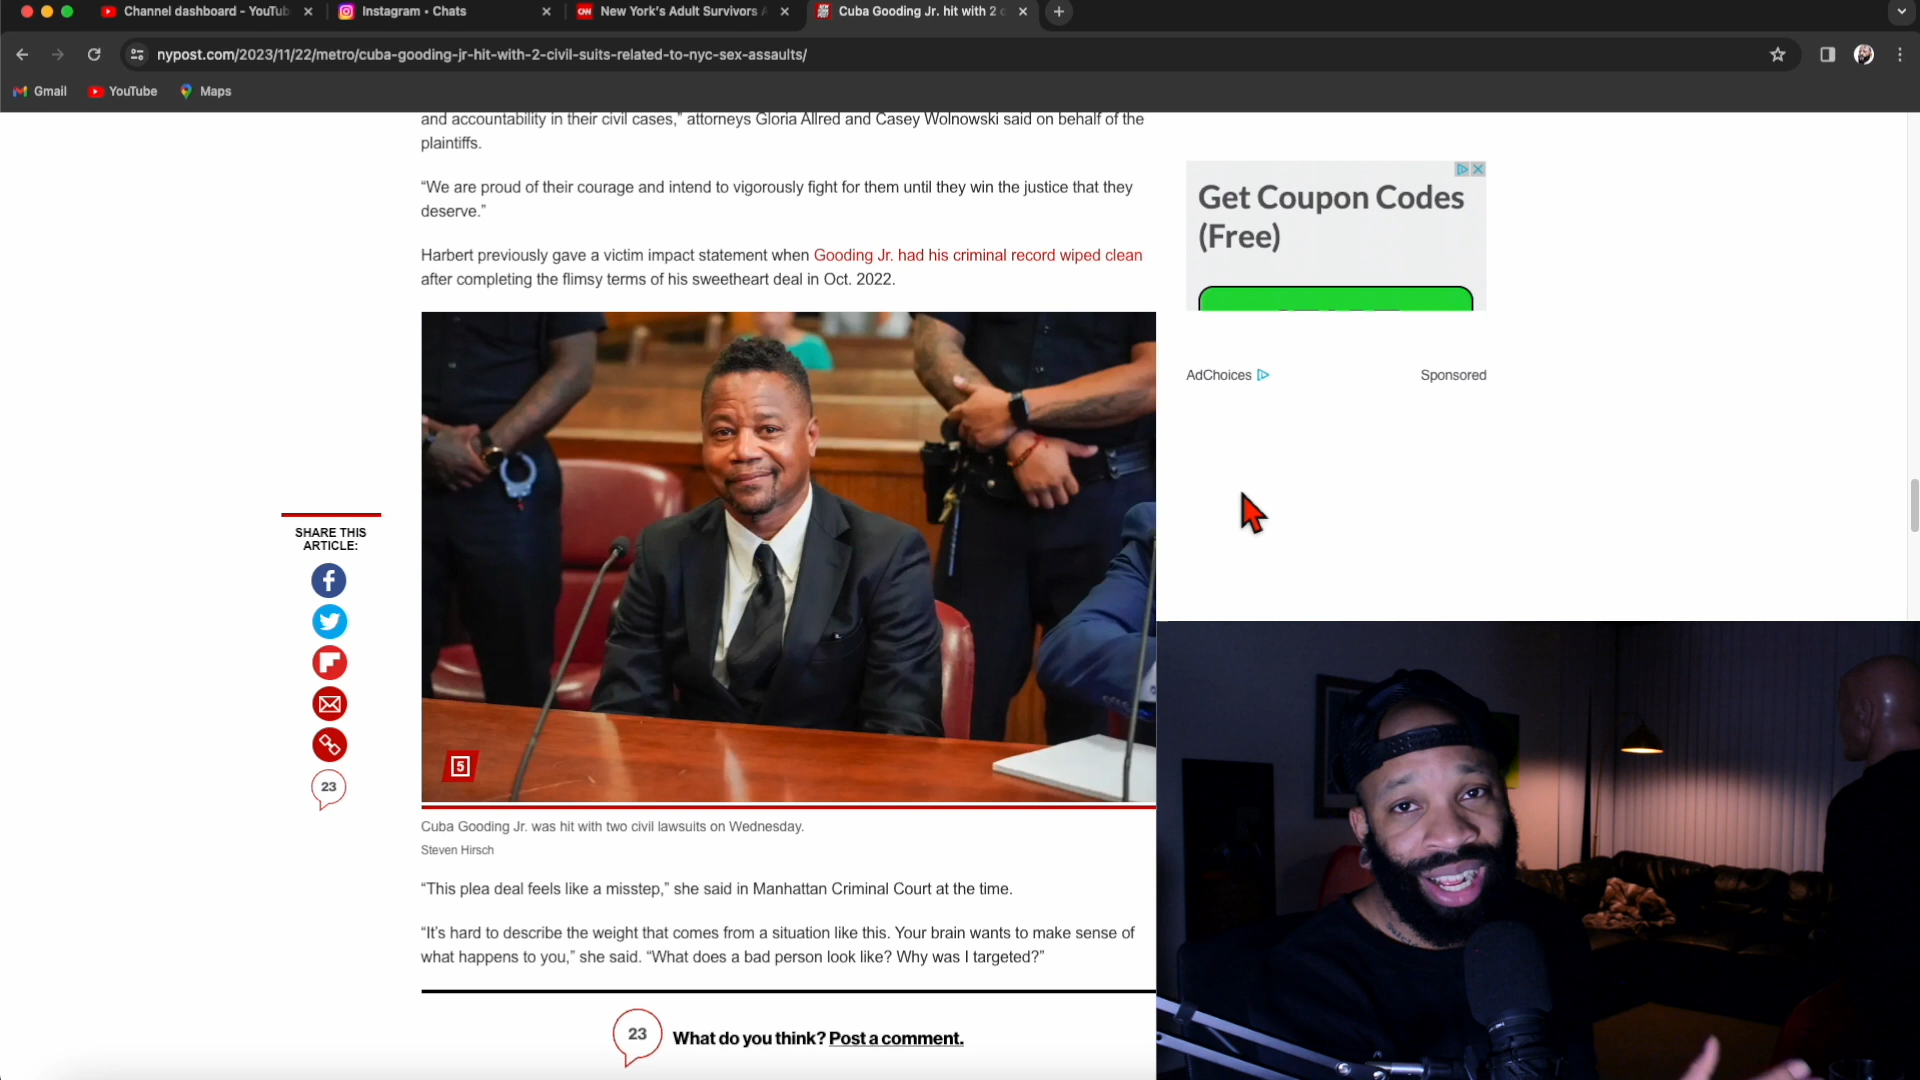 Channel dashboard - YouTub
Instagram • Chats
New York's Adult Survivors A
Cuba Gooding Jr. hit with 2 c
nypost.com/2023/11/22/metro/cuba-gooding-jr-hit-with-2-civil-suits-related-to-nyc-sex-assaults/
Gmail
YouTube
Maps
and accountability in their civil cases,” attorneys Gloria Allred and Casey Wolnowski said on behalf of the
plaintiffs.
“We are proud of their courage and intend to vigorously fight for them until they win the justice that they
deserve.”
Harbert previously gave a victim impact statement when Gooding Jr. had his criminal record wiped clean
after completing the flimsy terms of his sweetheart deal in Oct. 2022.
Get Coupon Codes
(Free)
AdChoices
Sponsored
SHARE THIS
ARTICLE:
23
5
Cuba Gooding Jr. was hit with two civil lawsuits on Wednesday.
Steven Hirsch
“This plea deal feels like a misstep,” she said in Manhattan Criminal Court at the time.
“It’s hard to describe the weight that comes from a situation like this. Your brain wants to make sense of
what happens to you,” she said. “What does a bad person look like? Why was I targeted?”
23
What do you think? Post a comment.